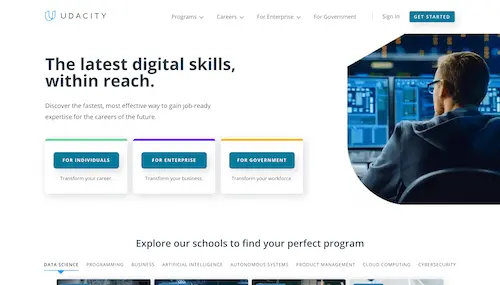 UDACITY
Programs Careers For Enterprise For Government Sign In GET STARTED
The latest digital skills,
within reach.
Discover the fastest, most effective way to gain job-ready
expertise for the careers of the future.
FOR INDIVIDUALS FOR ENTERPRISE FOR GOVERNMENT
Transform your career. Transform your business. Transform your workforce.
Explore our schools to find your perfect program
DATA SCIENCE PROGRAMMING BUSINESS ARTIFICIAL INTELLIGENCE AUTONOMOUS SYSTEMS PRODUCT MANAGEMENT CLOUD COMPUTING CYBERSECURITY